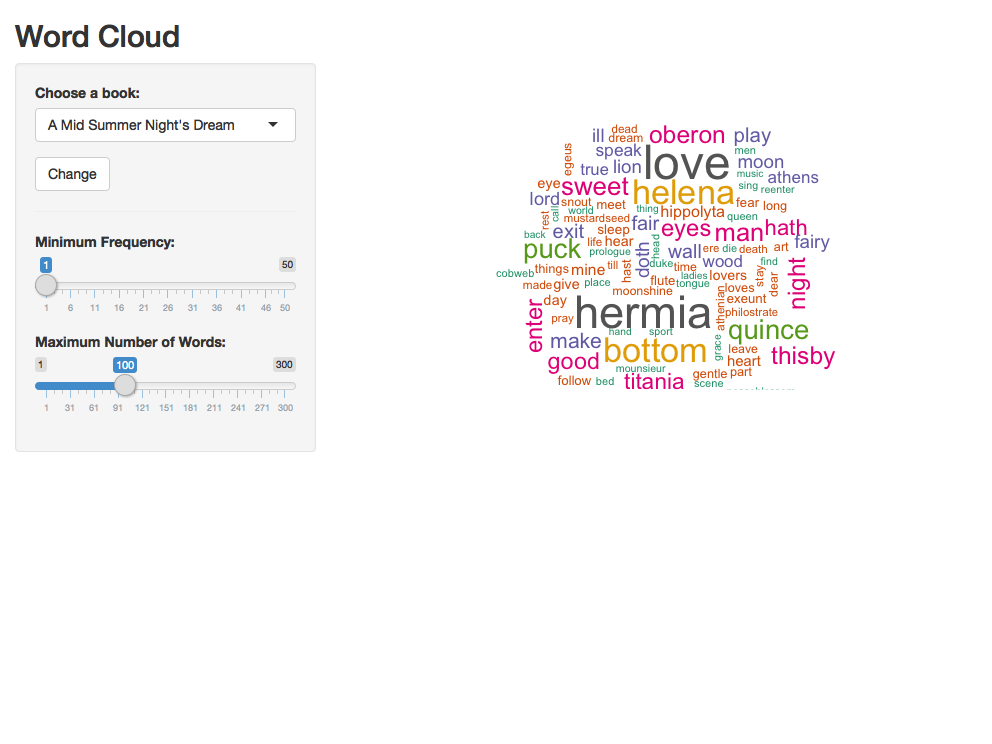 Word Cloud
Choose a book:
A Mid Summer Night's Dream
Change
Minimum Frequency:
1 50
1 6 11 16 21 26 31 36 41 46 50
Maximum Number of Words:
1 100 300
1 31 61 91 121 151 181 211 241 271 300
dead
ill dream oberon play
egeus speak love men
true lion moon
music athens
eye sweet helena sing reenter
lord snout meet fear long
rest call world thing hippolyta queen
mustardseed fair eyes man hath
back exit sleep
puck life hear head wall ere die death art fairy
prologue doth wood find
cobweb things mine till hast duke time
ladies lovers stay dear night
made give place flute tongue loves
moonshine athenian exeunt
enter day hermia philostrate
pray hand sport quince
make bottom grace leave
good mounsieur heart thisby
follow bed titania gentle part
scene